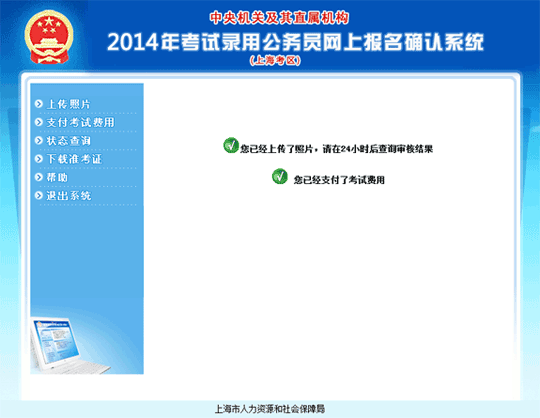 中央机关及其直属机构
2014年考试录用公务员网上报名确认系统
(上海考区)
上传照片
支付考试费用
状态查询
下载准考证
帮助
退出系统
您已经上传了照片，请在24小时后查询审核结果
您已经支付了考试费用
上海市人力资源和社会保障局